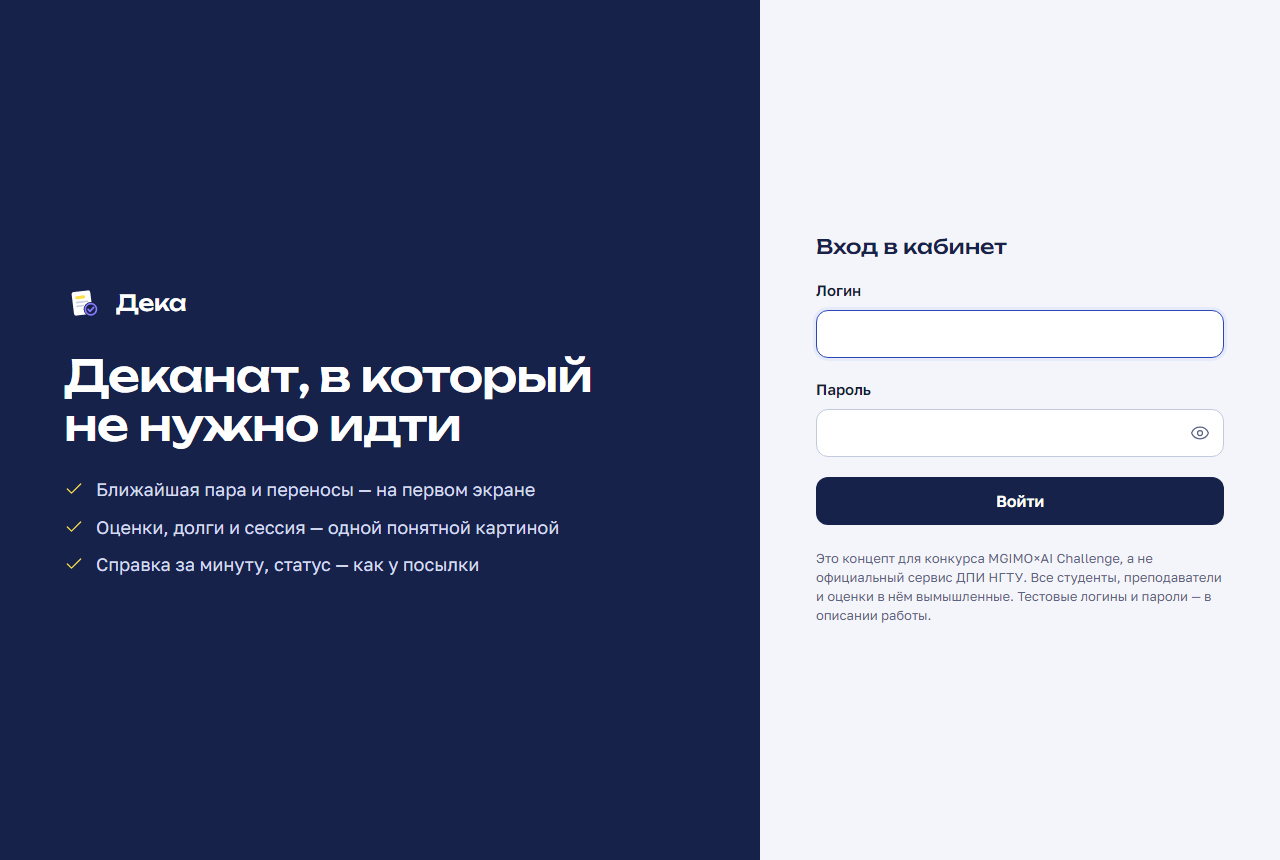 Дека
Деканат, в который
не нужно идти
Ближайшая пара и переносы — на первом экране
Оценки, долги и сессия — одной понятной картиной
Справка за минуту, статус — как у посылки
Вход в кабинет
Логин
Пароль
Войти
Это концепт для конкурса MGIMO×AI Challenge, а не
официальный сервис ДПИ НГТУ. Все студенты, преподаватели
и оценки в нём вымышленные. Тестовые логины и пароли — в
описании работы.